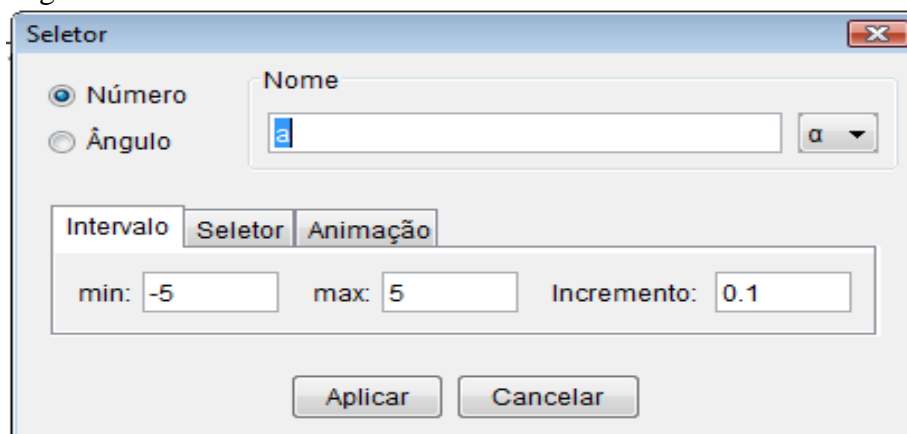 Seletor
Número
Ângulo
Nome
a
α
Intervalo Seletor Animação
min: -5 max: 5 Incremento: 0.1
Aplicar Cancelar